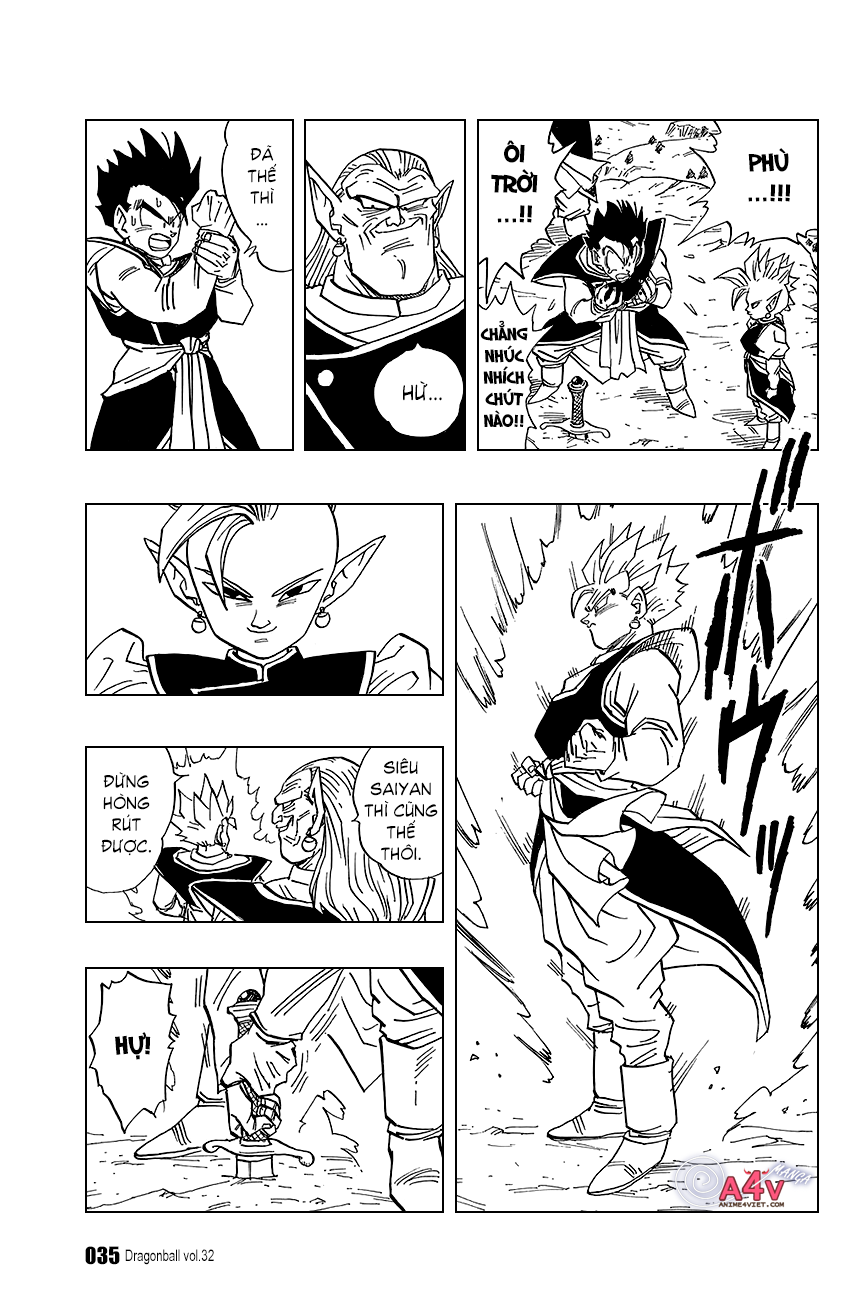 PHÙ
...!!!
ÔI
TRỜI
...!!
CHẲNG
NHÚC
NHÍCH
CHÚT
NÀO!!
HỪ...
ĐÃ
THẾ
THÌ
...
SIÊU
SAIYAN
THÌ CŨNG
THẾ
THÔI.
ĐỪNG
HÒNG
RÚT
ĐƯỢC.
HỰ!
A4V
MANGA
ANIME4VIET.COM
035 Dragonball vol.32